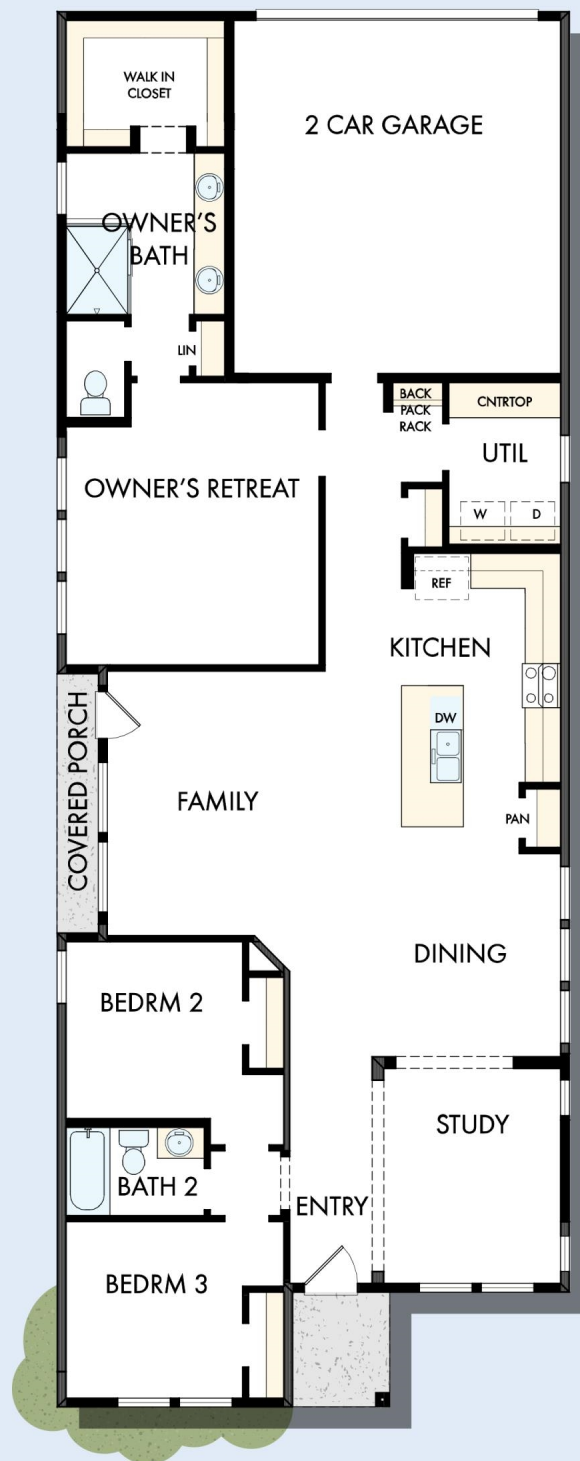 WALK IN
CLOSET
2 CAR GARAGE
OWNER'S
BATH
LIN
BACK
PACK
RACK
CNTRTOP
UTIL
W
D
OWNER'S RETREAT
REF
KITCHEN
DW
COVERED PORCH
FAMILY
PAN
DINING
BEDRM 2
STUDY
BATH 2
ENTRY
BEDRM 3